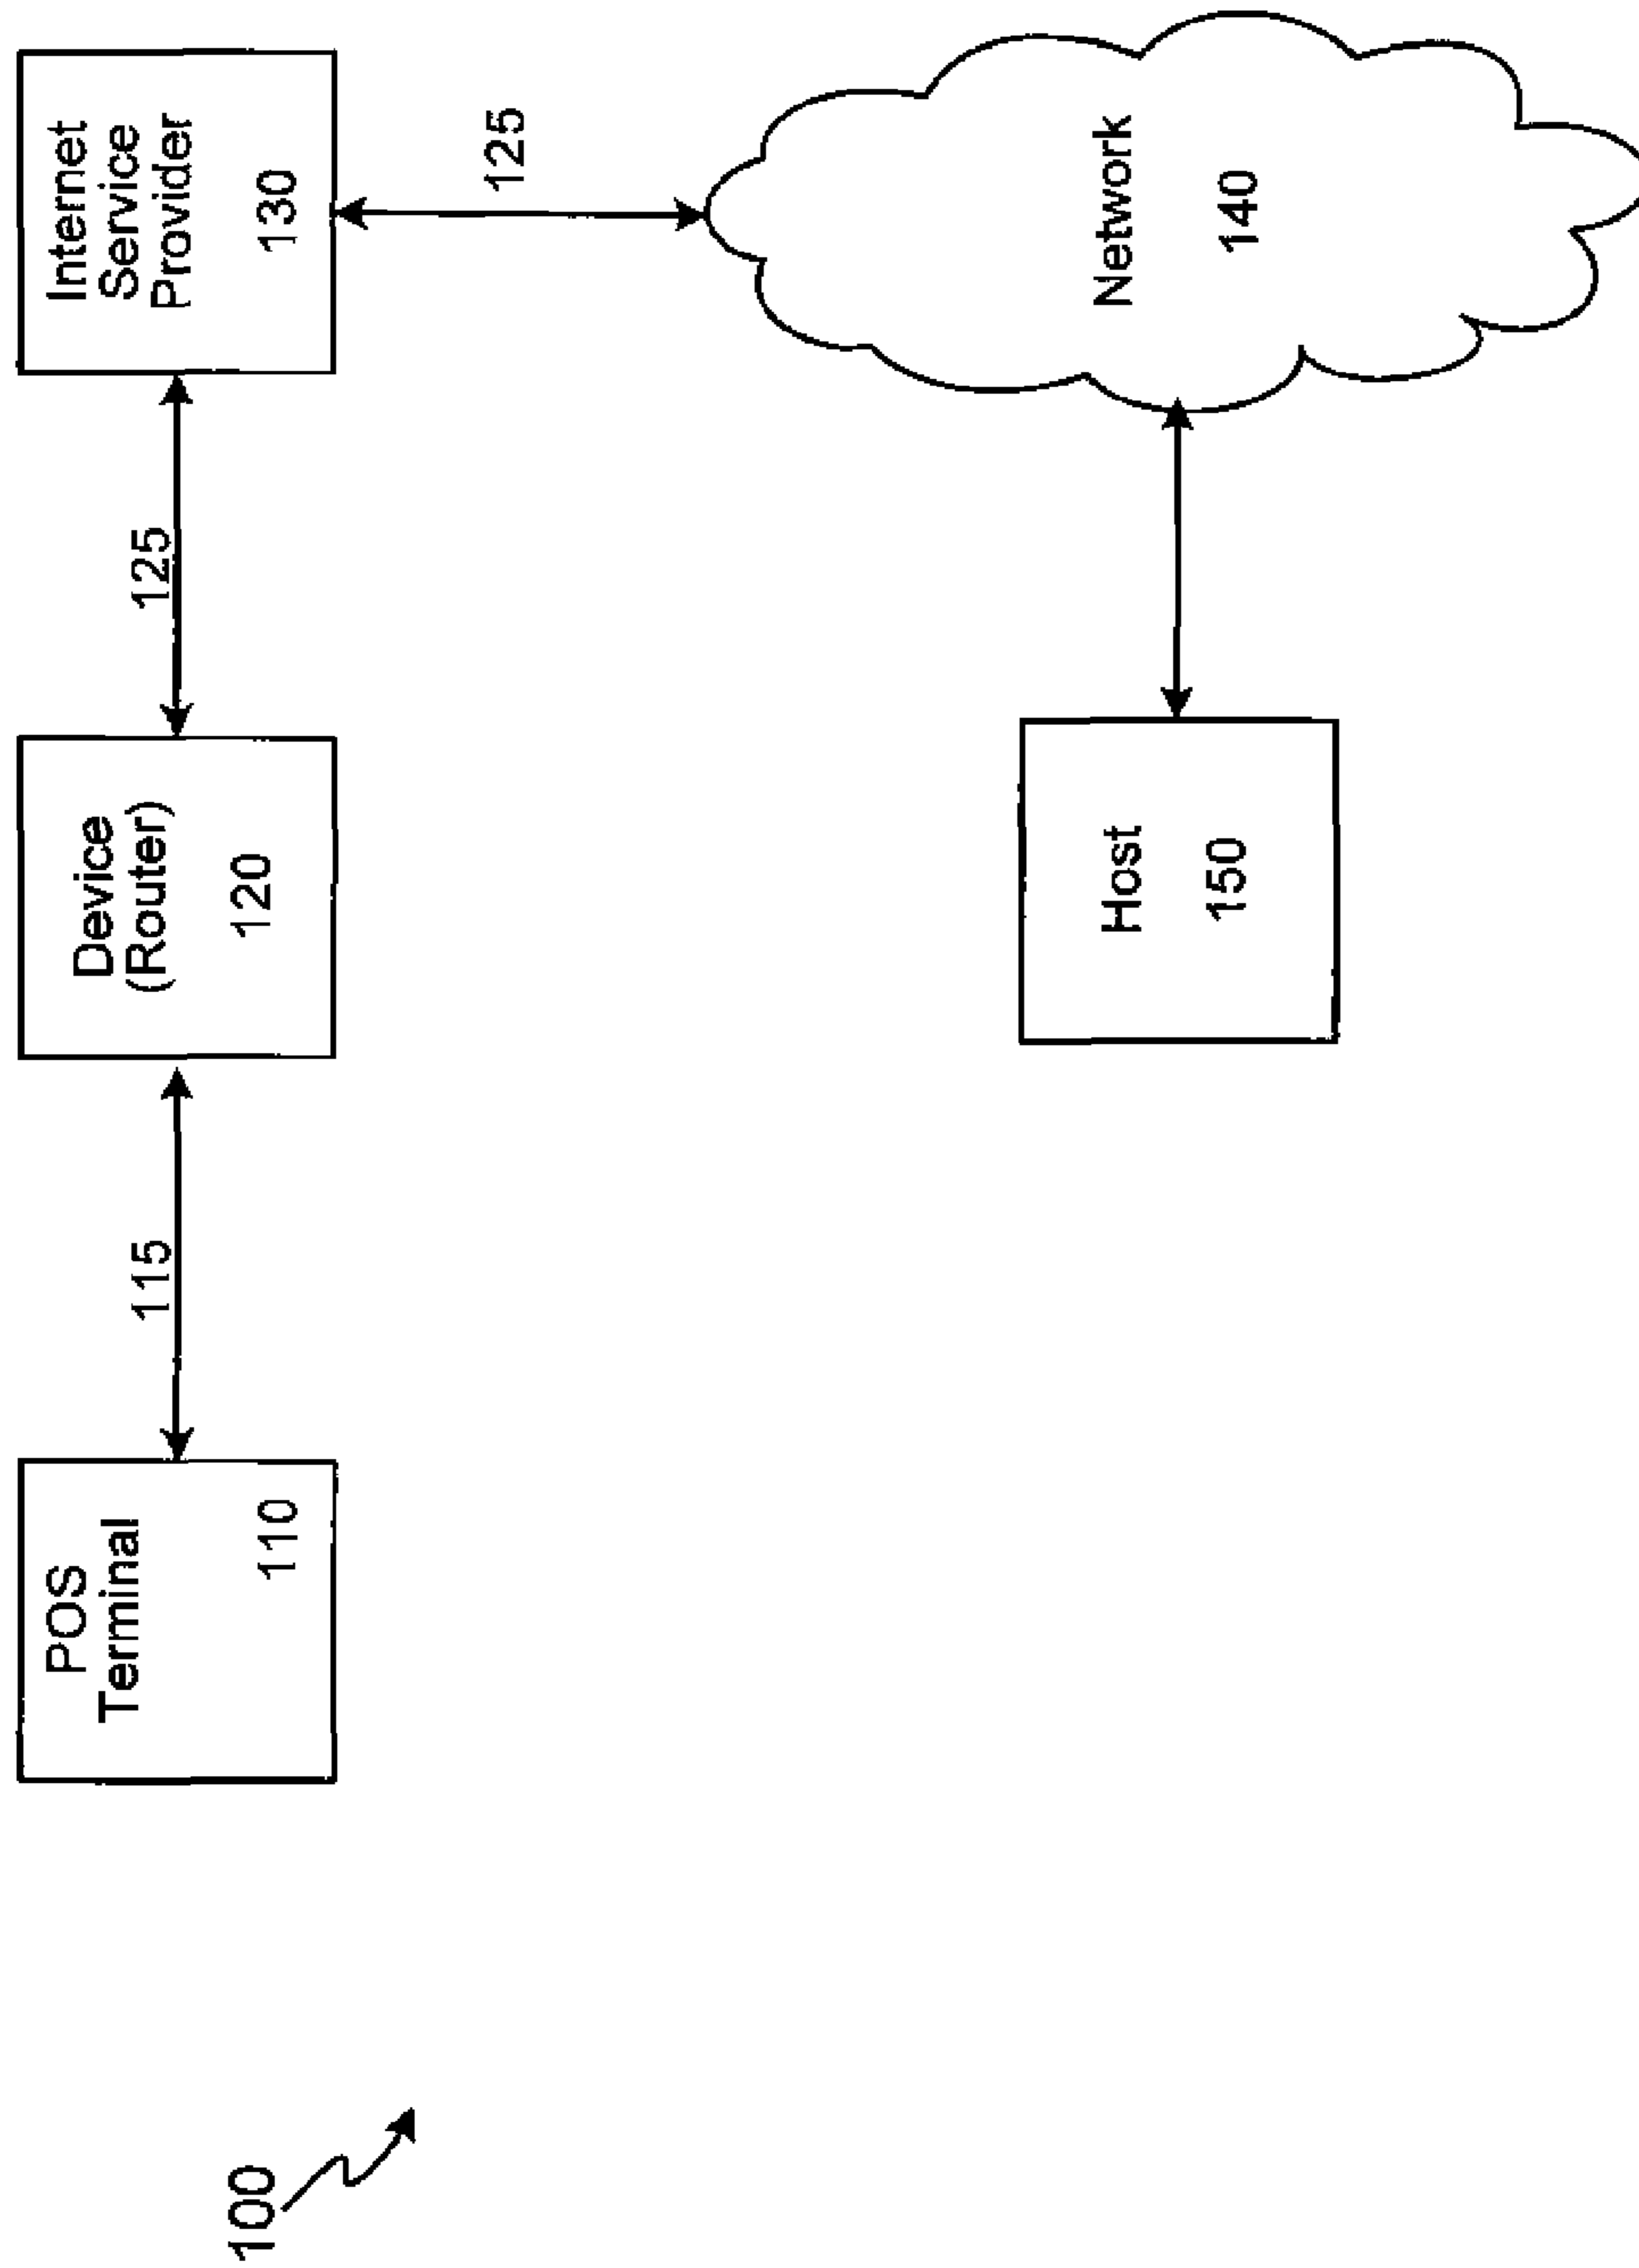 100
POS
Terminal
110
115
Device
(Router)
120
125
Internet
Service
Provider
130
125
Host
150
Network
140